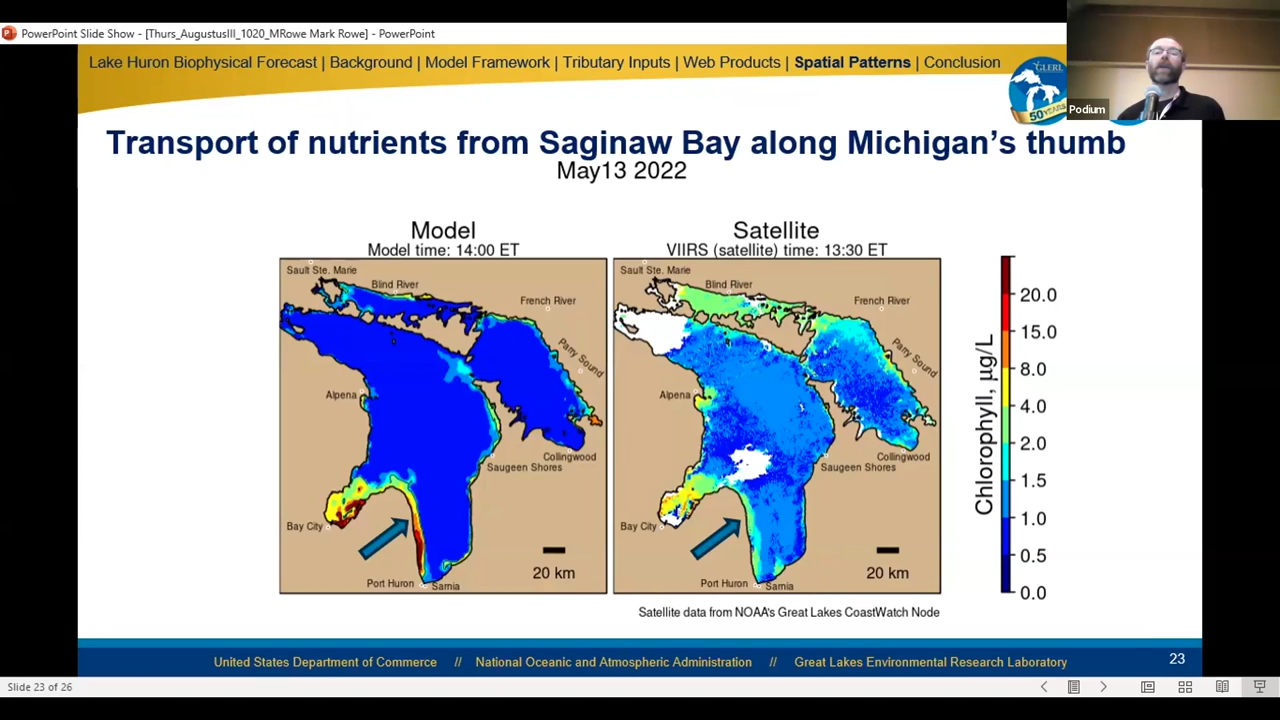 PowerPoint Slide Show - [Thurs_AugustusIII_1020_MRowe Mark Rowe] - PowerPoint
Lake Huron Biophysical Forecast | Background | Model Framework | Tributary Inputs | Web Products | Spatial Patterns | Conclusion
GLERL
50 YEARS
Podium
Transport of nutrients from Saginaw Bay along Michigan's thumb
May13 2022
Model
Model time: 14:00 ET
Sault Ste. Marie
Blind River
French River
Parry Sound
Alpena
Collingwood
Saugeen Shores
Bay City
20 km
Port Huron
Sarnia
Satellite
VIIRS (satellite) time: 13:30 ET
Sault Ste. Marie
Blind River
French River
Parry Sound
Alpena
Collingwood
Saugeen Shores
Bay City
20 km
Port Huron
Sarnia
Chlorophyll, µg/L
20.0
15.0
8.0
4.0
2.0
1.5
1.0
0.5
0.0
Satellite data from NOAA's Great Lakes CoastWatch Node
United States Department of Commerce // National Oceanic and Atmospheric Administration // Great Lakes Environmental Research Laboratory
23
Slide 23 of 26